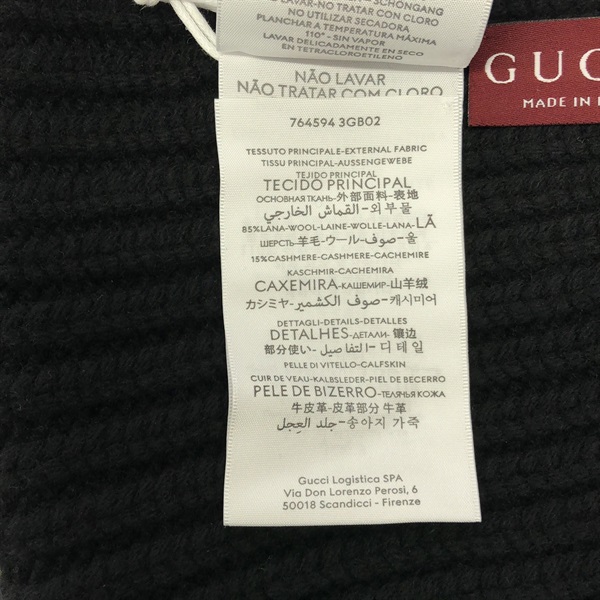 SCHONGANG
LAVAR-NO TRATAR CON CLORO
NO UTILIZAR SECADORA
PLANCHAR A TEMPERATURA MÁXIMA
110°-SIN VAPOR
LAVAR DELICADAMENTE EN SECO
EN TETRACLOROETILENO
NÃO LAVAR
NÃO TRATAR COM CLORO
GUC
MADE IN
764594 3GB02
TESSUTO PRINCIPALE-EXTERNAL FABRIC
TISSU PRINCIPAL-AUSSENGEWEBE
TEJIDO PRINCIPAL
TECIDO PRINCIPAL
ОСНОВНАЯ ТКАНЬ-外部面料-表地
القماش الخارجي-외부물
85%LANA-WOOL-LAINE-WOLLE-LANA-LÃ
ШЕРСТЬ-羊毛-ウール-صوف-울
15%CASHMERE-CASHMERE-CACHEMIRE
KASCHMIR-CACHEMIRA
CAXEMIRA-КАШЕМИР-山羊绒
カシミヤ-صوف الكشمير-캐시미어
DETTAGLI-DETAILS-DETALLES
DETALHES-ДЕТАЛИ-镶边
部分使い-التفاصيل-디테일
PELLE DI VITELLO-CALFSKIN
CUIR DE VEAU-KALBSLEDER-PIEL DE BECERRO
PELE DE BIZERRO-ТЕЛЯЧЬЯ КОЖА
牛皮革-皮革部分 牛革
جلد العِجل-송아지 가죽
Gucci Logistica SPA
Via Don Lorenzo Perosi, 6
50018 Scandicci - Firenze